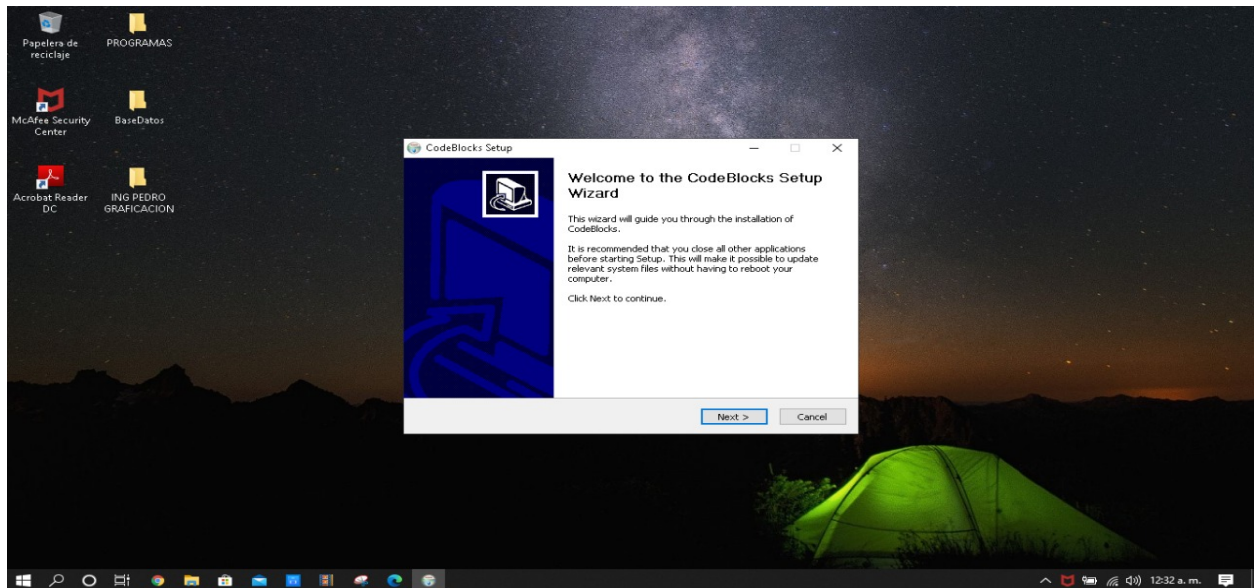 Papelera de
reciclaje
PROGRAMAS
McAfee Security
Center
BaseDatos
Acrobat Reader
DC
ING PEDRO
GRAFICACION
CodeBlocks Setup
Welcome to the CodeBlocks Setup
Wizard
This wizard will guide you through the installation of
CodeBlocks.
It is recommended that you close all other applications
before starting Setup. This will make it possible to update
relevant system files without having to reboot your
computer.
Click Next to continue.
Next >
Cancel
12:32 a. m.